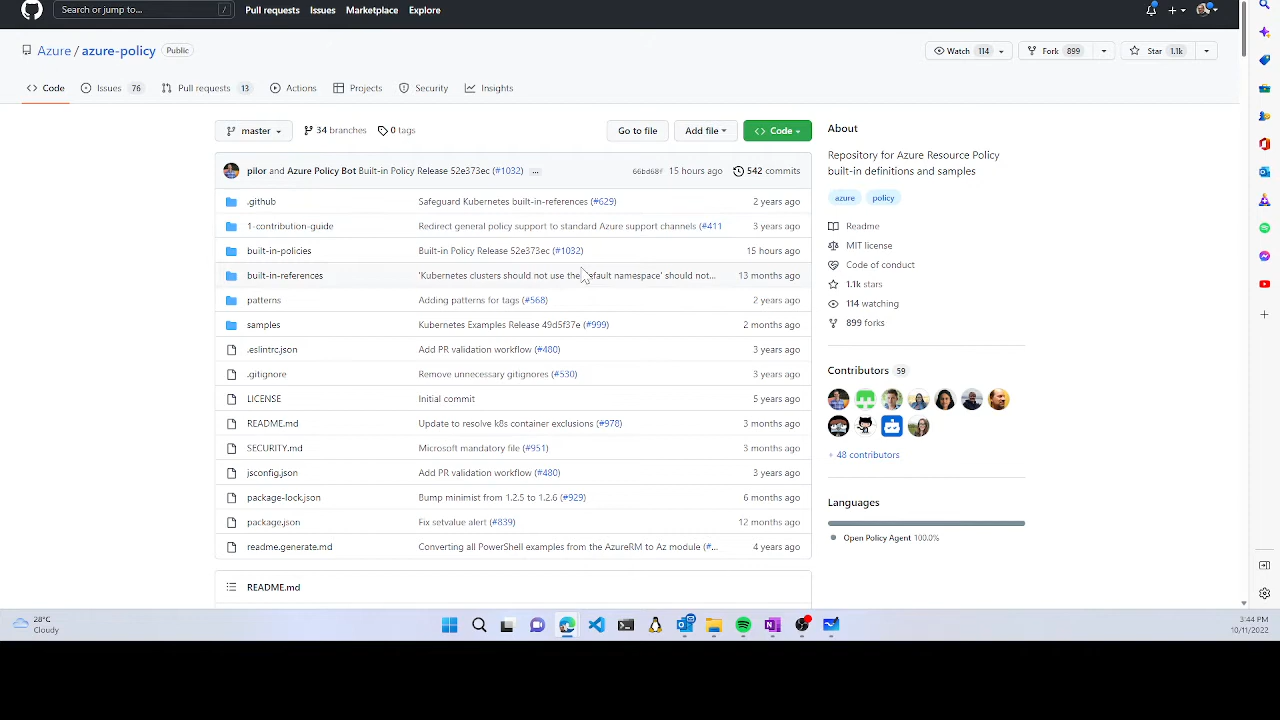 Search or jump to... /
Pull requests Issues Marketplace Explore
Azure / azure-policy Public
Watch 114 Fork 899 Star 1.1k
Code Issues 76 Pull requests 13 Actions Projects Security Insights
master 34 branches 0 tags Go to file Add file Code
pilor and Azure Policy Bot Built-in Policy Release 52e373ec (#1032) ... 66bd68f 15 hours ago 542 commits
.github Safeguard Kubernetes built-in-references (#629) 2 years ago
1-contribution-guide Redirect general policy support to standard Azure support channels (#411 3 years ago
built-in-policies Built-in Policy Release 52e373ec (#1032) 15 hours ago
built-in-references 'Kubernetes clusters should not use the default namespace' should not... 13 months ago
patterns Adding patterns for tags (#568) 2 years ago
samples Kubernetes Examples Release 49d5f37e (#999) 2 months ago
.eslintrc.json Add PR validation workflow (#480) 3 years ago
.gitignore Remove unnecessary gitignores (#530) 3 years ago
LICENSE Initial commit 5 years ago
README.md Update to resolve k8s container exclusions (#978) 3 months ago
SECURITY.md Microsoft mandatory file (#951) 3 months ago
jsconfig.json Add PR validation workflow (#480) 3 years ago
package-lock.json Bump minimist from 1.2.5 to 1.2.6 (#929) 6 months ago
package.json Fix setvalue alert (#839) 12 months ago
readme.generate.md Converting all PowerShell examples from the AzureRM to Az module (#... 4 years ago
README.md
About
Repository for Azure Resource Policy
built-in definitions and samples
azure policy
Readme
MIT license
Code of conduct
1.1k stars
114 watching
899 forks
Contributors 59
+ 48 contributors
Languages
Open Policy Agent 100.0%
28°C
Cloudy
3:44 PM
10/11/2022